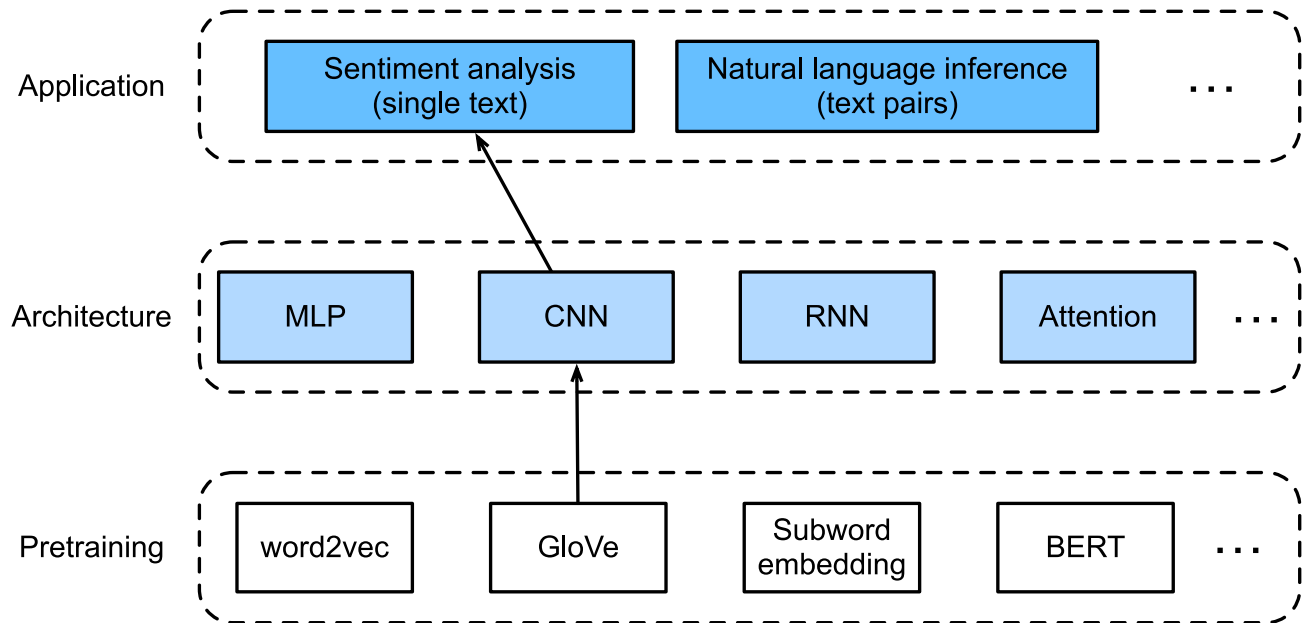 Application
Sentiment analysis
(single text)
Natural language inference
(text pairs)
...
Architecture
MLP
CNN
RNN
Attention
...
Pretraining
word2vec
GloVe
Subword
embedding
BERT
...